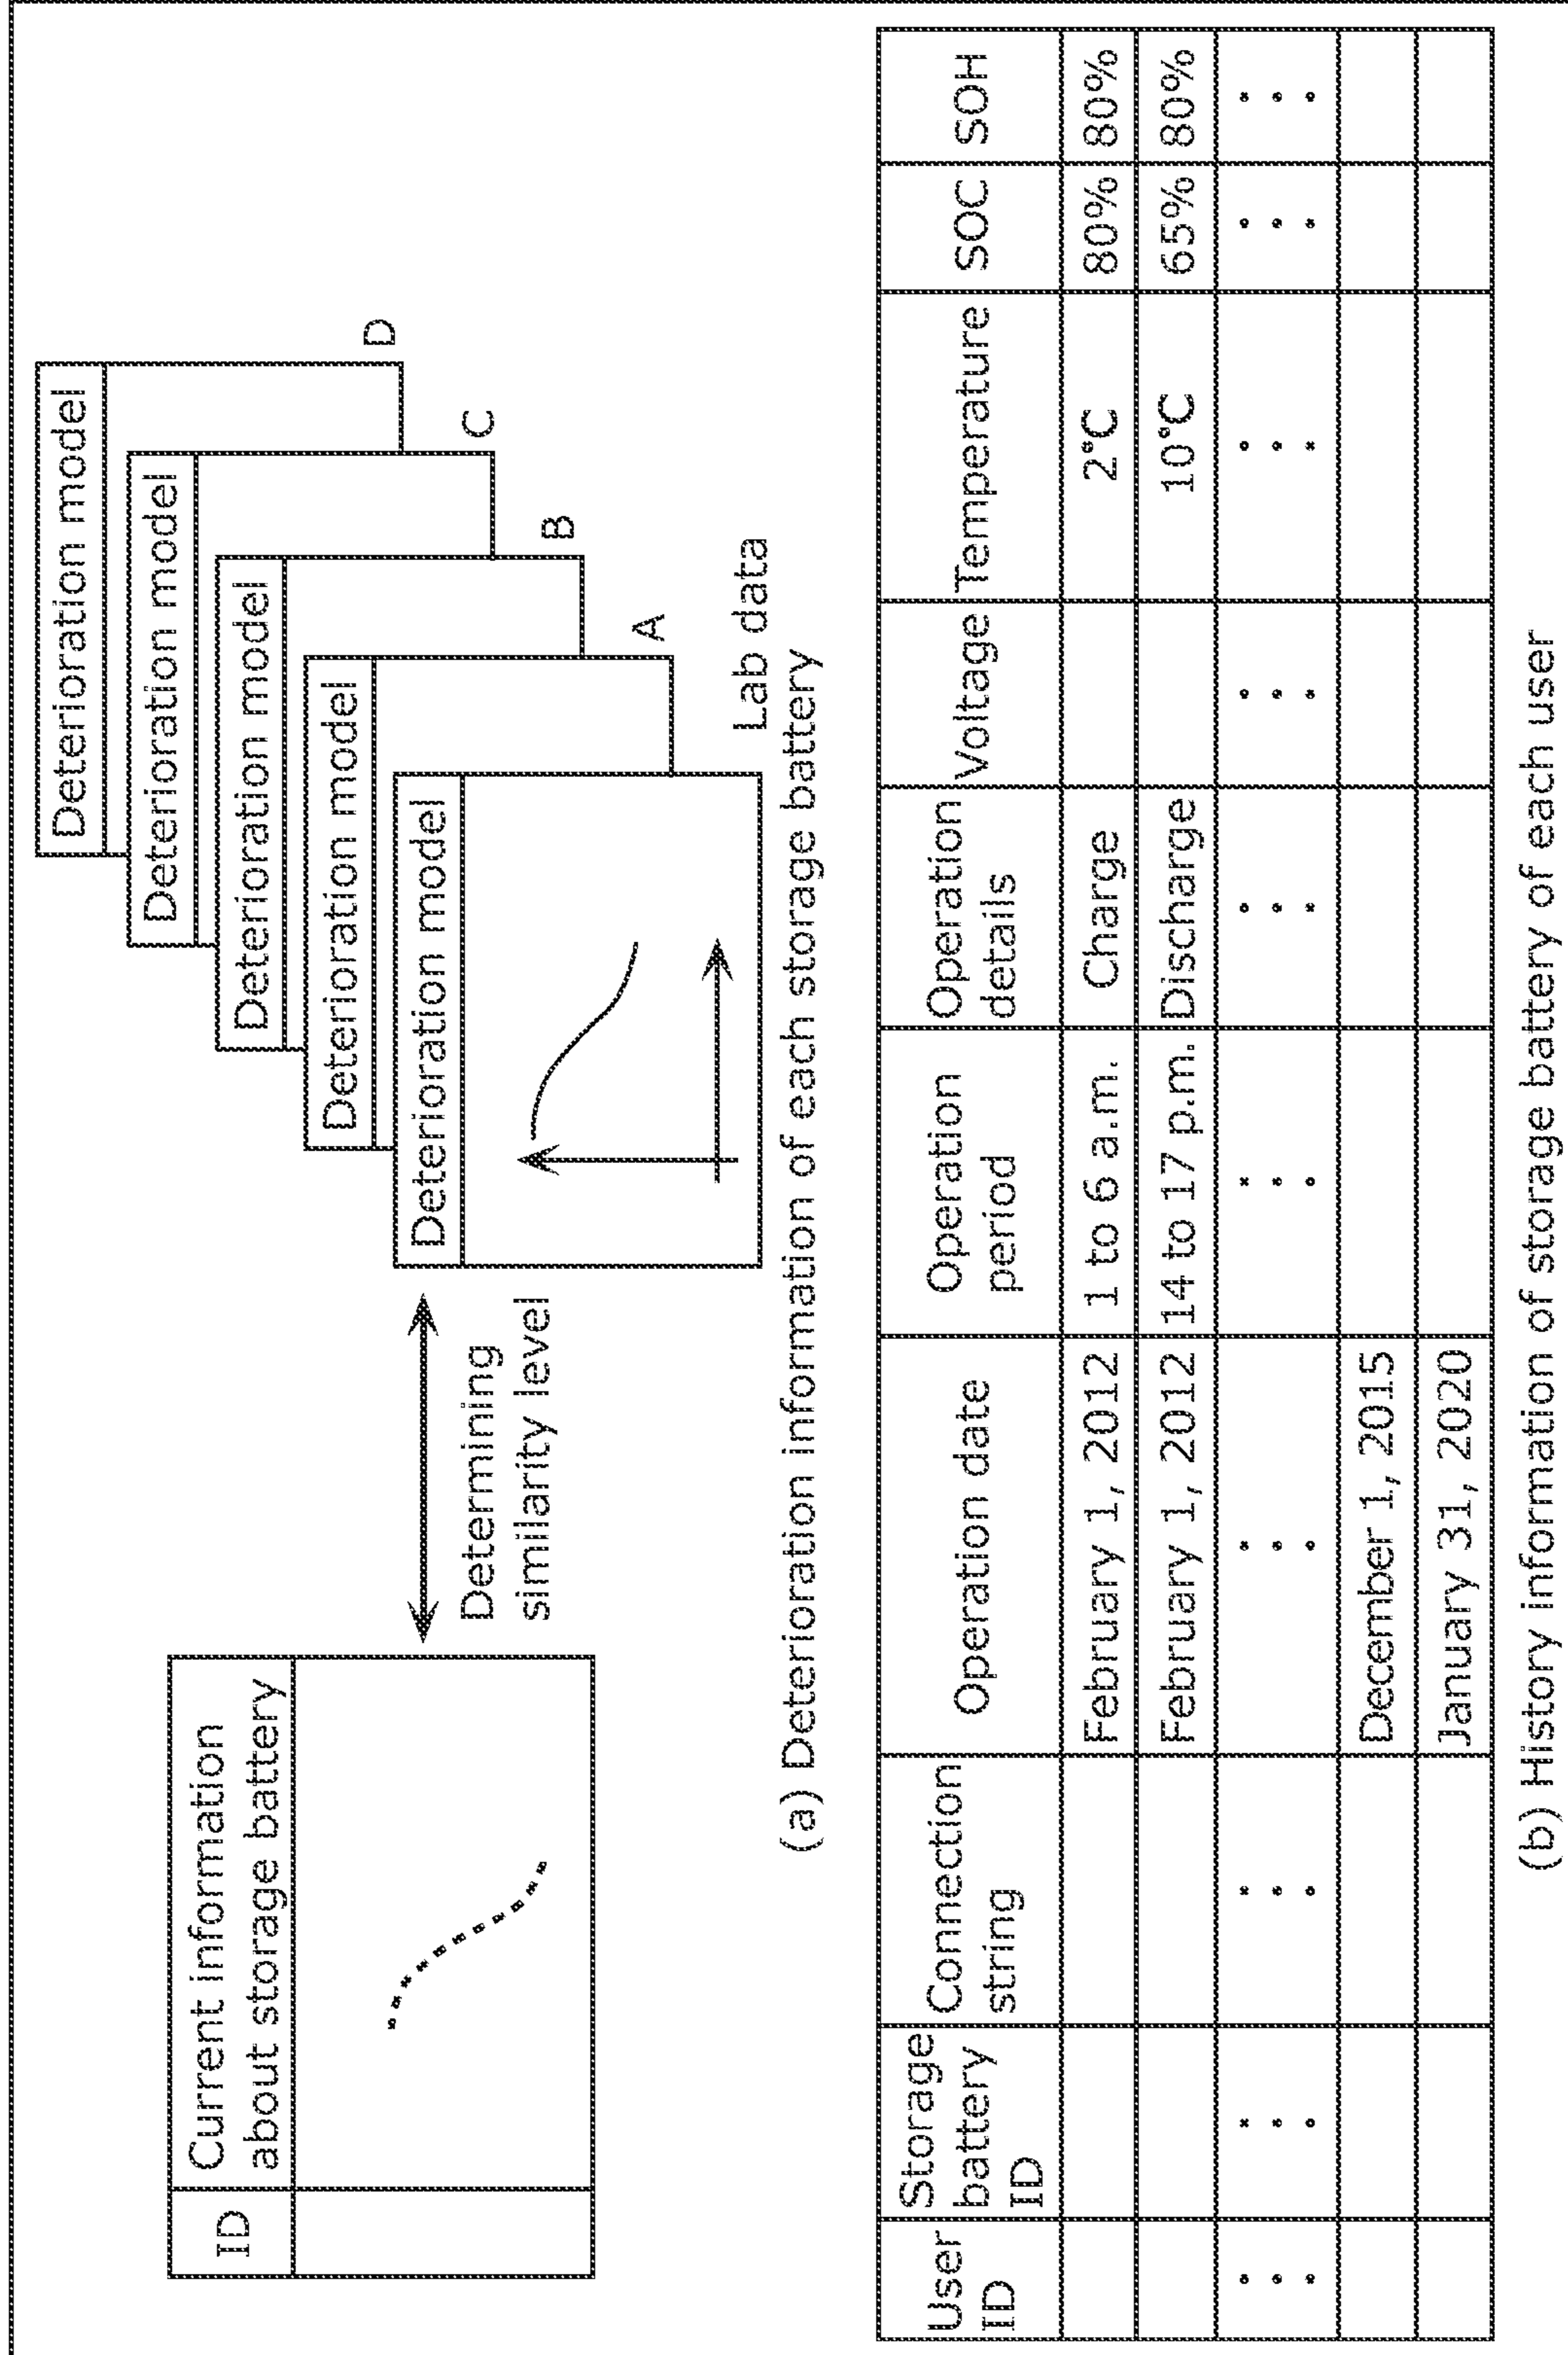 ID
Current information
about storage battery
Determining
similarity level
Deterioration model
Deterioration model
Deterioration model
Deterioration model
Deterioration model
D
C
B
A
Lab data
(a) Deterioration information of each storage battery
User
ID
Storage
battery
ID
Connection
string
Operation date
Operation
period
Operation
details
Voltage
Temperature
SOC
SOH
February 1, 2012
1 to 6 a.m.
Charge
2°C
80%
80%
February 1, 2012
14 to 17 p.m.
Discharge
10°C
65%
80%
December 1, 2015
January 31, 2020
(b) History information of storage battery of each user